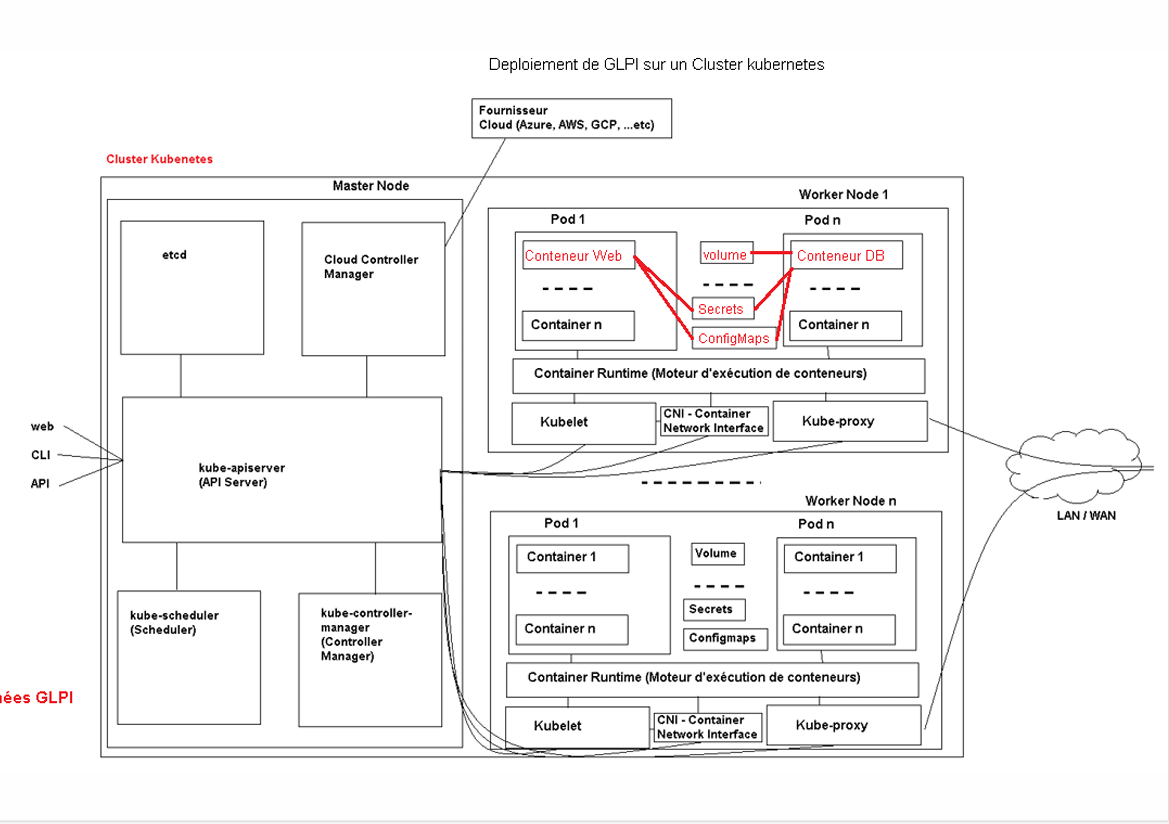 Deploiement de GLPI sur un Cluster kubernetes
Fournisseur
Cloud (Azure, AWS, GCP, ...etc)
Cluster Kubenetes
Master Node
etcd
Cloud Controller
Manager
web
CLI
API
kube-apiserver
(API Server)
kube-scheduler
(Scheduler)
kube-controller-
manager
(Controller
Manager)
ées GLPI
Worker Node 1
Pod 1
Pod n
Conteneur Web
volume
Conteneur DB
Secrets
ConfigMaps
Container n
Container n
Container Runtime (Moteur d'exécution de conteneurs)
Kubelet
CNI - Container
Network Interface
Kube-proxy
LAN / WAN
Worker Node n
Pod 1
Pod n
Container 1
Volume
Container 1
Secrets
Configmaps
Container n
Container n
Container Runtime (Moteur d'exécution de conteneurs)
Kubelet
CNI - Container
Network Interface
Kube-proxy